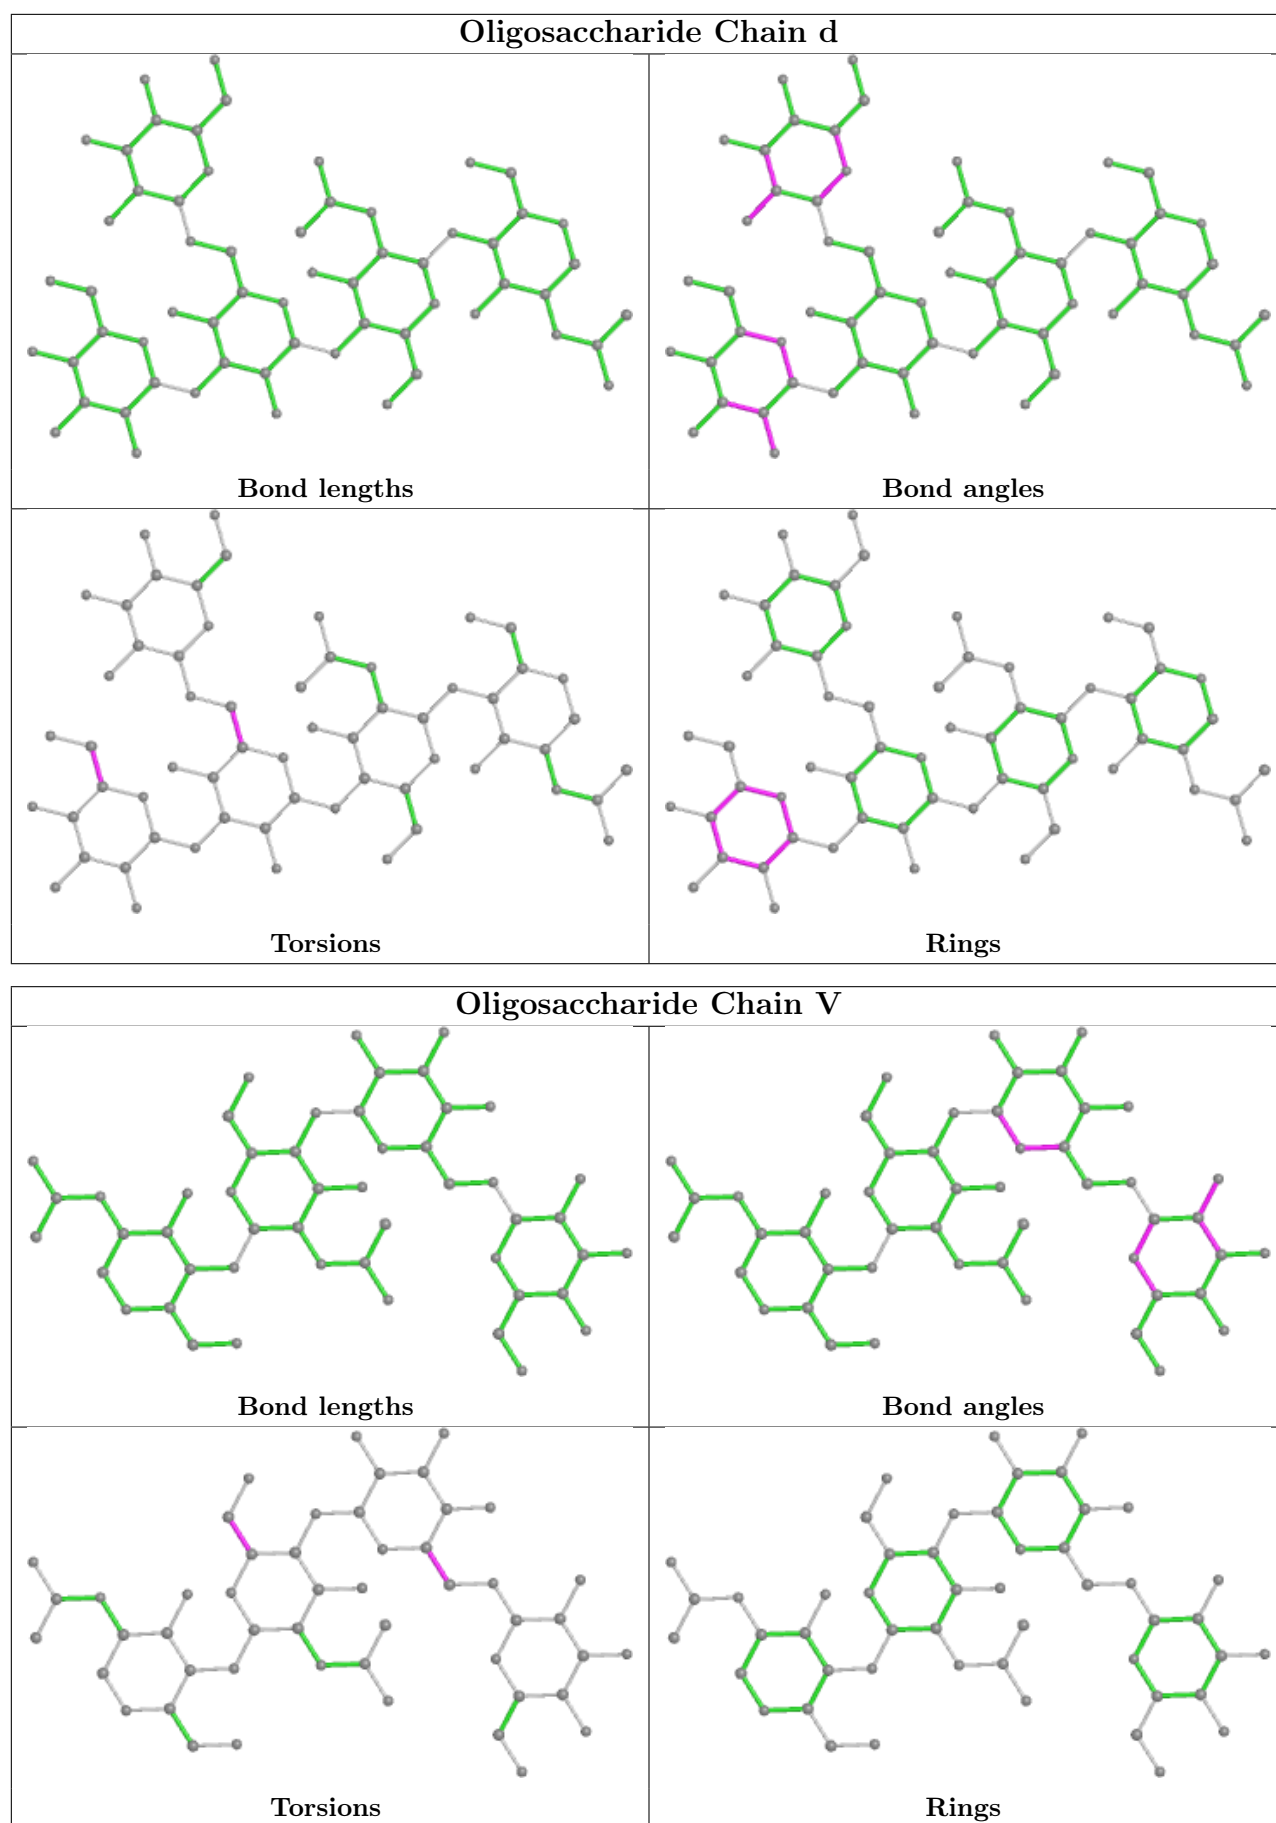 Oligosaccharide Chain d
Bond lengths
Bond angles
Torsions
Rings
Oligosaccharide Chain V
Bond lengths
Bond angles
Torsions
Rings